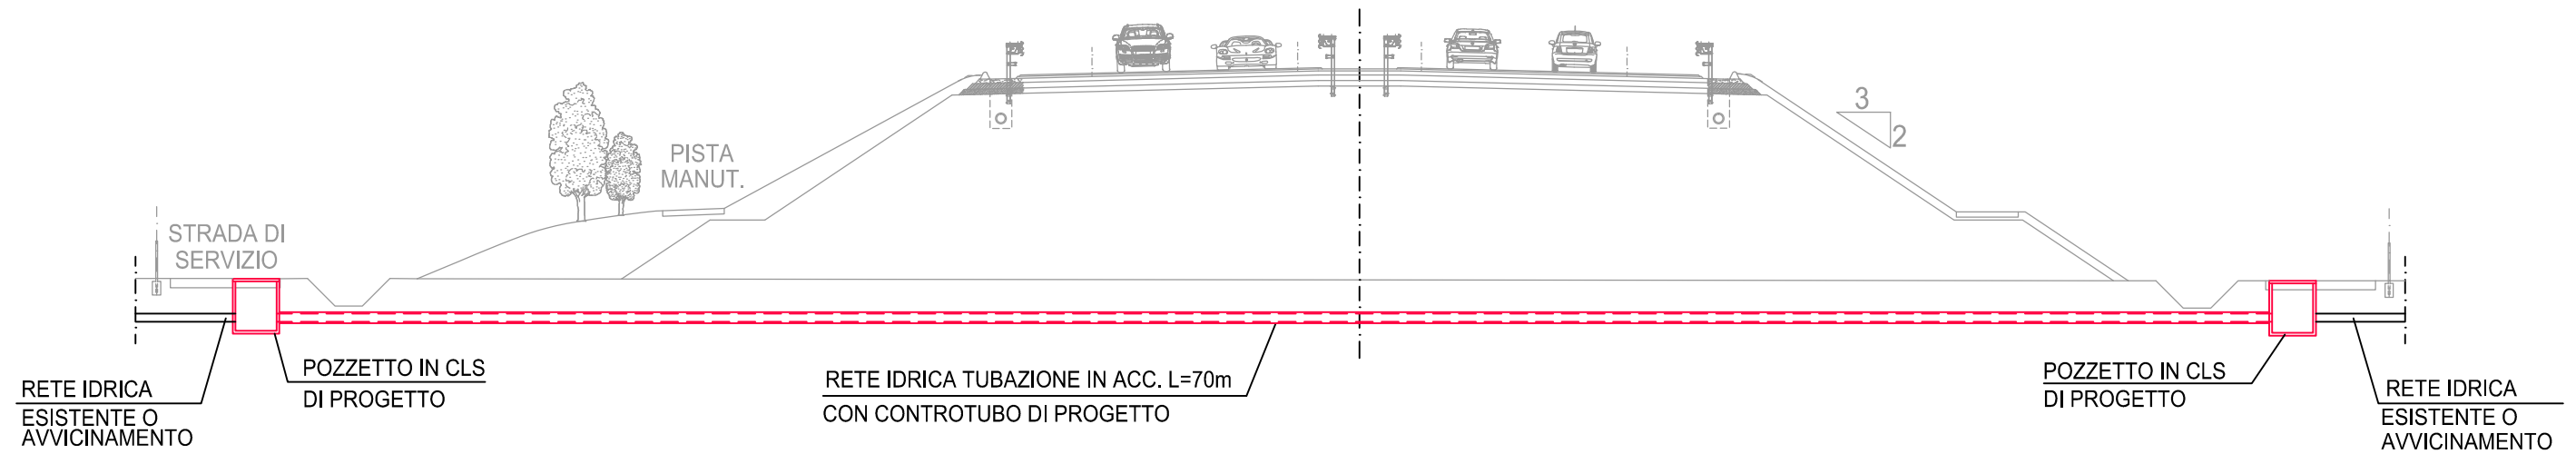 3
2
PISTA
MANUT.
STRADA DI
SERVIZIO
RETE IDRICA
ESISTENTE O
AVVICINAMENTO
POZZETTO IN CLS
DI PROGETTO
RETE IDRICA TUBAZIONE IN ACC. L=70m
CON CONTROTUBO DI PROGETTO
POZZETTO IN CLS
DI PROGETTO
RETE IDRICA
ESISTENTE O
AVVICINAMENTO